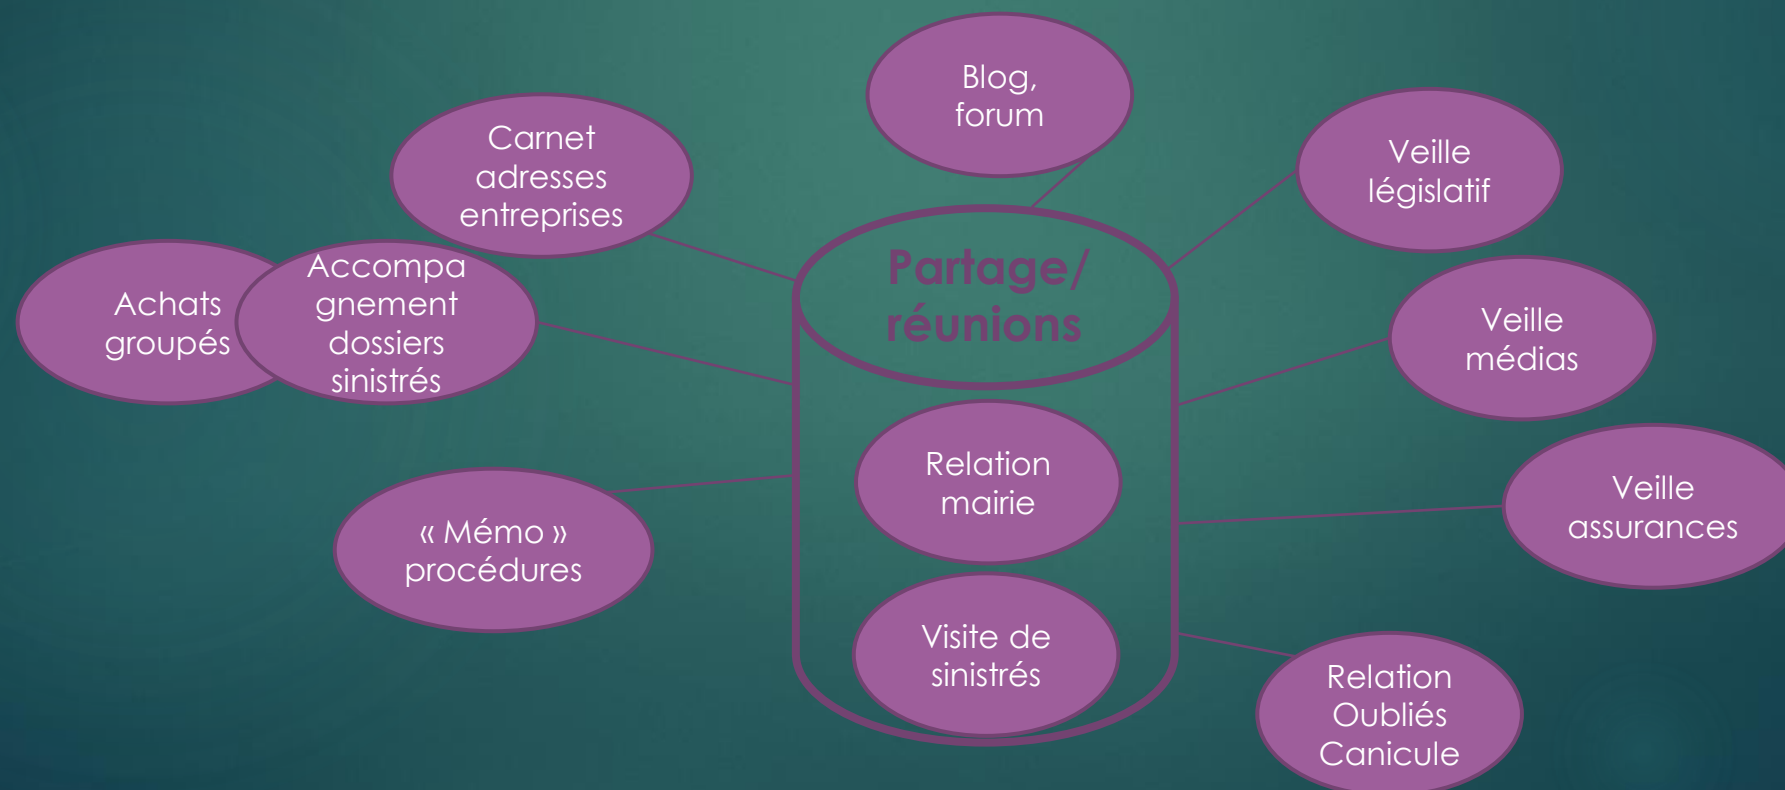 Blog,
forum
Carnet
adresses
entreprises
Veille
législatif
Achats
groupés
Accompa
gnement
dossiers
sinistrés
Partage/
réunions
Veille
médias
Relation
mairie
Veille
assurances
« Mémo »
procédures
Visite de
sinistrés
Relation
Oubliés
Canicule